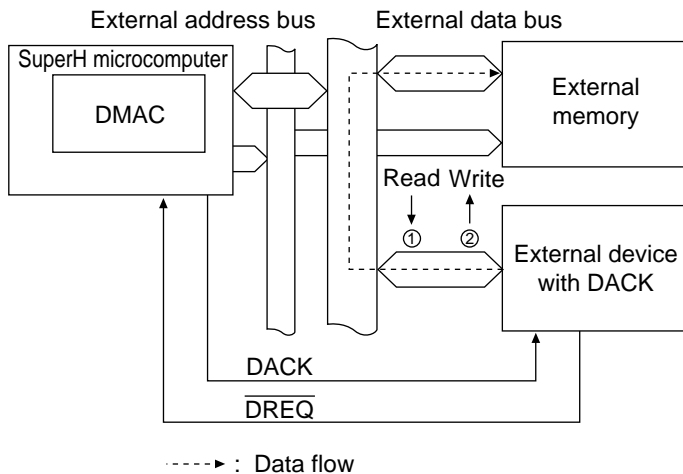 External address bus
External data bus
SuperH microcomputer
DMAC
External
memory
Read Write
① ②
External device
with DACK
DACK
D̅R̅E̅Q̅
: Data flow